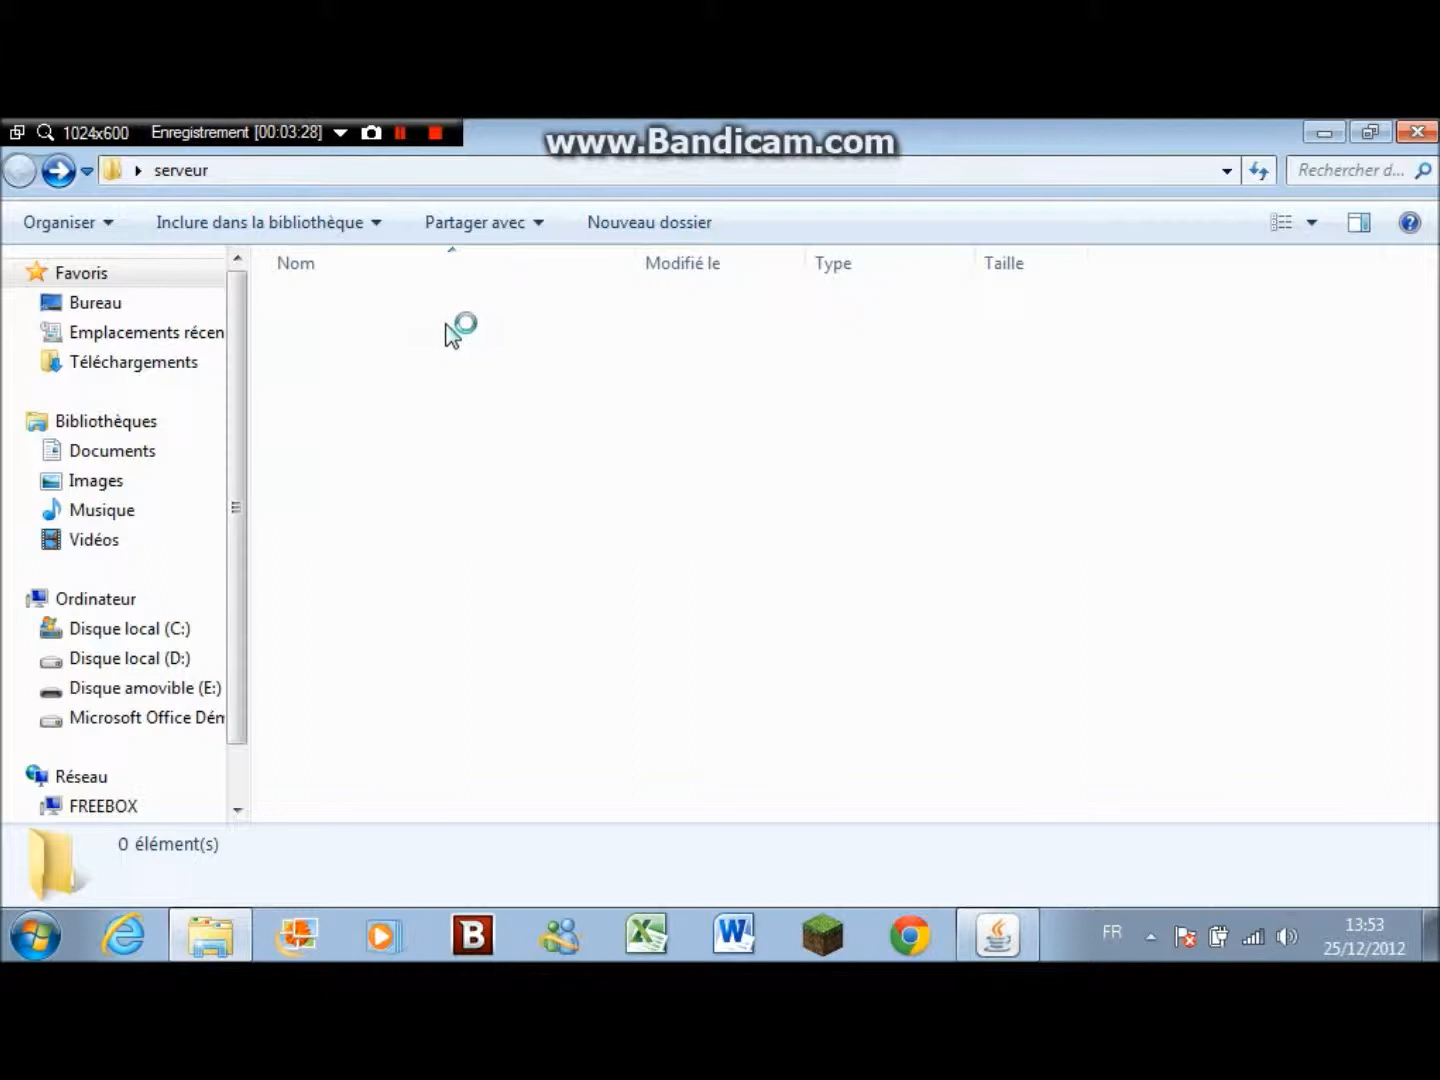 1024x600 Enregistrement [00:03:28]
www.Bandicam.com
serveur
Rechercher d...
Organiser Inclure dans la bibliothèque Partager avec Nouveau dossier
Nom Modifié le Type Taille
Favoris
Bureau
Emplacements récen
Téléchargements
Bibliothèques
Documents
Images
Musique
Vidéos
Ordinateur
Disque local (C:)
Disque local (D:)
Disque amovible (E:)
Microsoft Office Dém
Réseau
FREEBOX
0 élément(s)
B
FR
13:53
25/12/2012